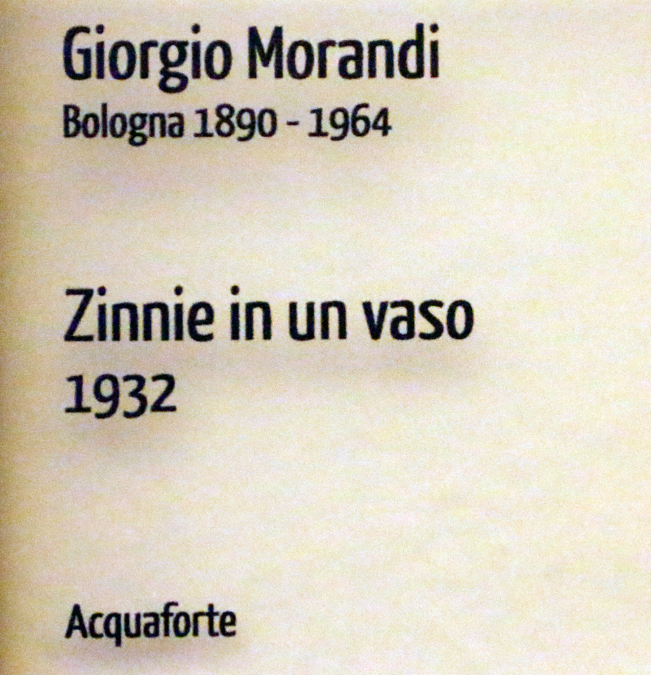 Giorgio Morandi
Bologna 1890 - 1964
Zinnie in un vaso
1932
Acquaforte